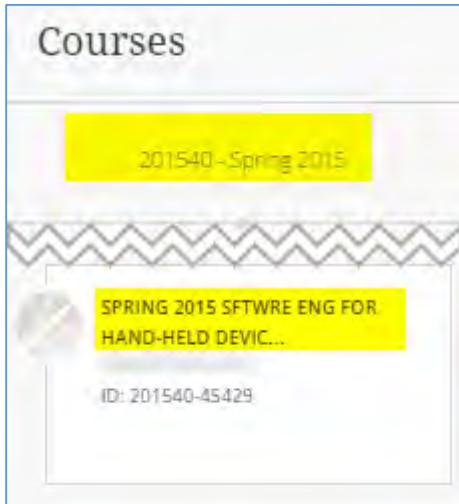 Courses
201540 - Spring 2015
SPRING 2015 SFTWRE ENG FOR
HAND-HELD DEVIC...
ID: 201540-45429